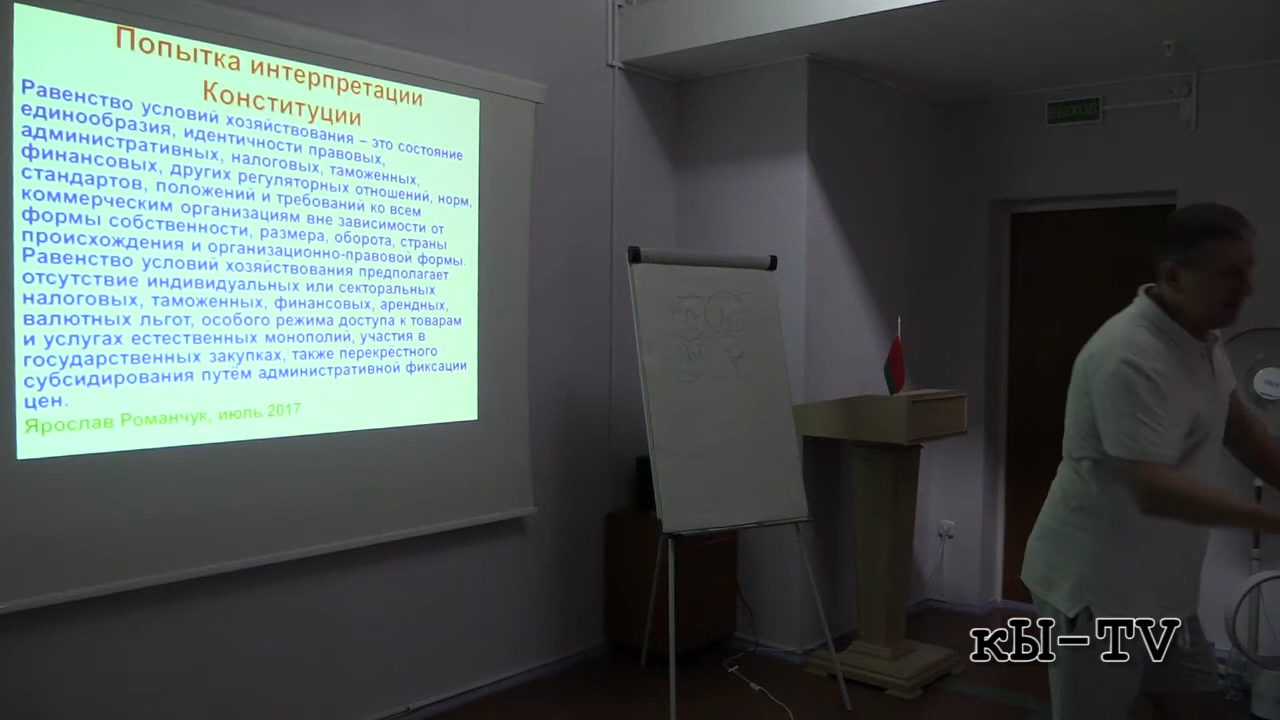 Попытка интерпретации
Конституции
Равенство условий хозяйствования – это состояние
единообразия, идентичности правовых,
административных, налоговых, таможенных,
финансовых, других регуляторных отношений, норм,
стандартов, положений и требований ко всем
коммерческим организациям вне зависимости от
формы собственности, размера, оборота, страны
происхождения и организационно-правовой формы.
Равенство условий хозяйствования предполагает
отсутствие индивидуальных или секторальных
налоговых, таможенных, финансовых, арендных,
валютных льгот, особого режима доступа к товарам
и услугах естественных монополий, участия в
государственных закупках, также перекрёстного
субсидирования путём административной фиксации
цен.
Ярослав Романчук, июль 2017
ВЫХОД
кЫ-TV